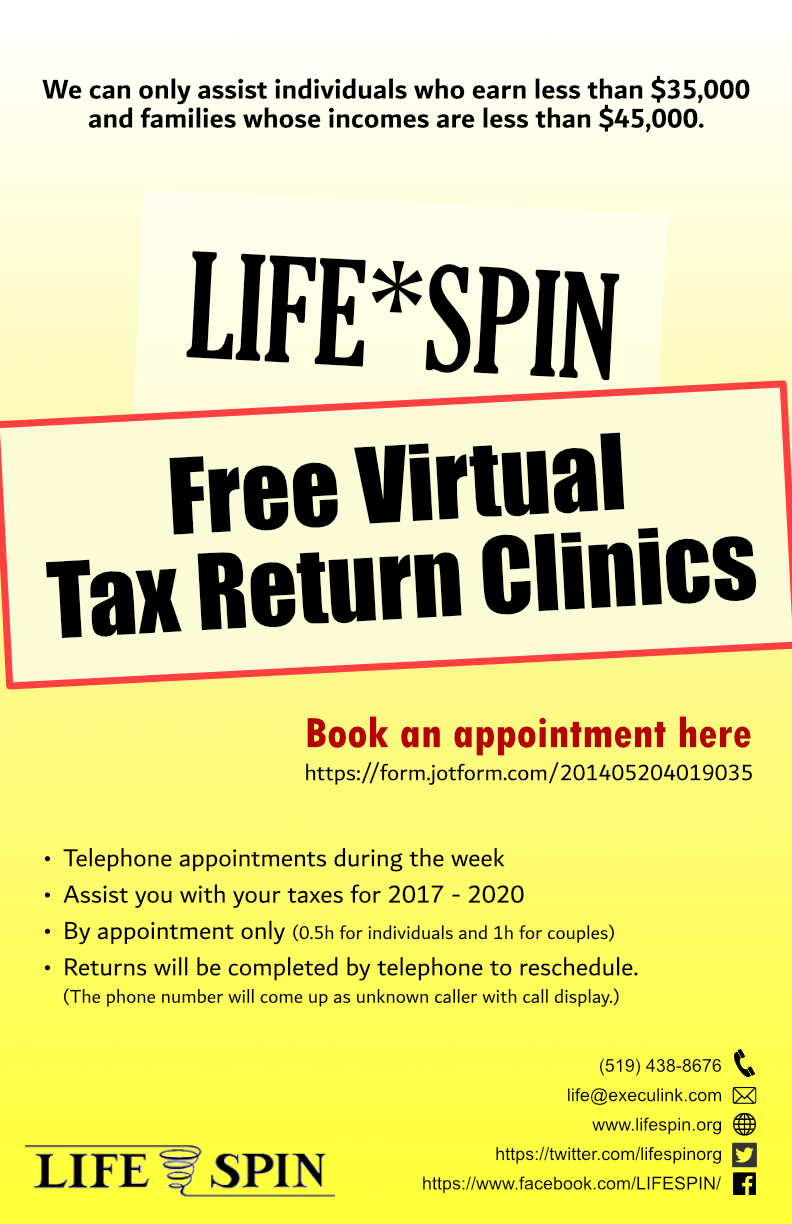 We can only assist individuals who earn less than $35,000
and families whose incomes are less than $45,000.
LIFE*SPIN
Free Virtual
Tax Return Clinics
Book an appointment here
https://form.jotform.com/201405204019035
• Telephone appointments during the week
• Assist you with your taxes for 2017 - 2020
• By appointment only (0.5h for individuals and 1h for couples)
• Returns will be completed by telephone to reschedule.
(The phone number will come up as unknown caller with call display.)
(519) 438-8676
life@execulink.com
www.lifespin.org
https://twitter.com/lifespinorg
https://www.facebook.com/LIFESPIN/
LIFE SPIN